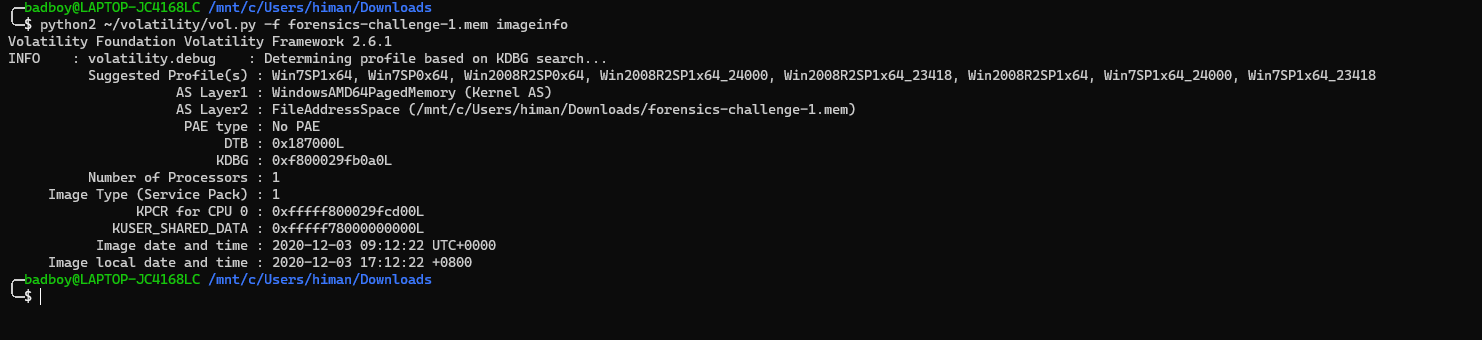 badboy@LAPTOP-JC4168LC /mnt/c/Users/himan/Downloads
$ python2 ~/volatility/vol.py -f forensics-challenge-1.mem imageinfo
Volatility Foundation Volatility Framework 2.6.1
INFO    : volatility.debug    : Determining profile based on KDBG search...
Suggested Profile(s) : Win7SP1x64, Win7SP0x64, Win2008R2SP0x64, Win2008R2SP1x64_24000, Win2008R2SP1x64_23418, Win2008R2SP1x64, Win7SP1x64_24000, Win7SP1x64_23418
AS Layer1 : WindowsAMD64PagedMemory (Kernel AS)
AS Layer2 : FileAddressSpace (/mnt/c/Users/himan/Downloads/forensics-challenge-1.mem)
PAE type : No PAE
DTB : 0x187000L
KDBG : 0xf800029fb0a0L
Number of Processors : 1
Image Type (Service Pack) : 1
KPCR for CPU 0 : 0xfffff800029fcd00L
KUSER_SHARED_DATA : 0xfffff78000000000L
Image date and time : 2020-12-03 09:12:22 UTC+0000
Image local date and time : 2020-12-03 17:12:22 +0800
badboy@LAPTOP-JC4168LC /mnt/c/Users/himan/Downloads
$